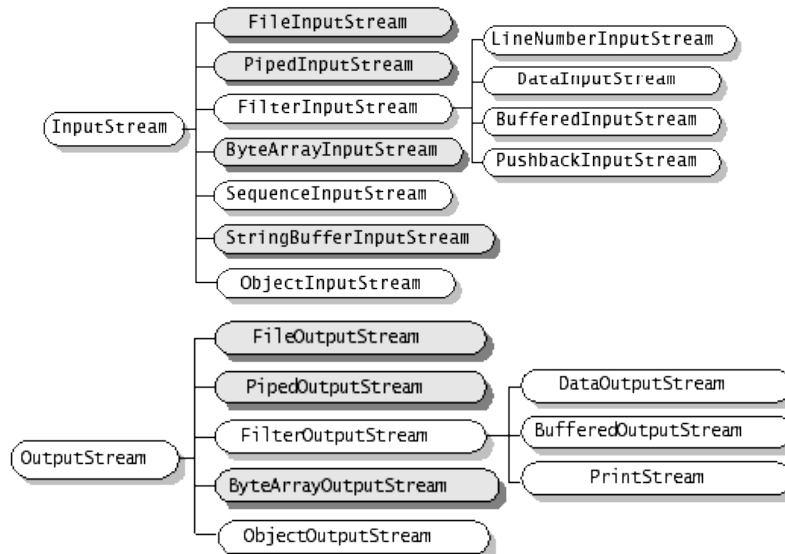 FileInputStream
PipedInputStream
FilterInputStream
ByteArrayInputStream
SequenceInputStream
StringBufferInputStream
ObjectInputStream
InputStream
LineNumberInputStream
DataInputStream
BufferedInputStream
PushbackInputStream
FileOutputStream
PipedOutputStream
FilterOutputStream
ByteArrayOutputStream
ObjectOutputStream
OutputStream
DataOutputStream
BufferedOutputStream
PrintStream